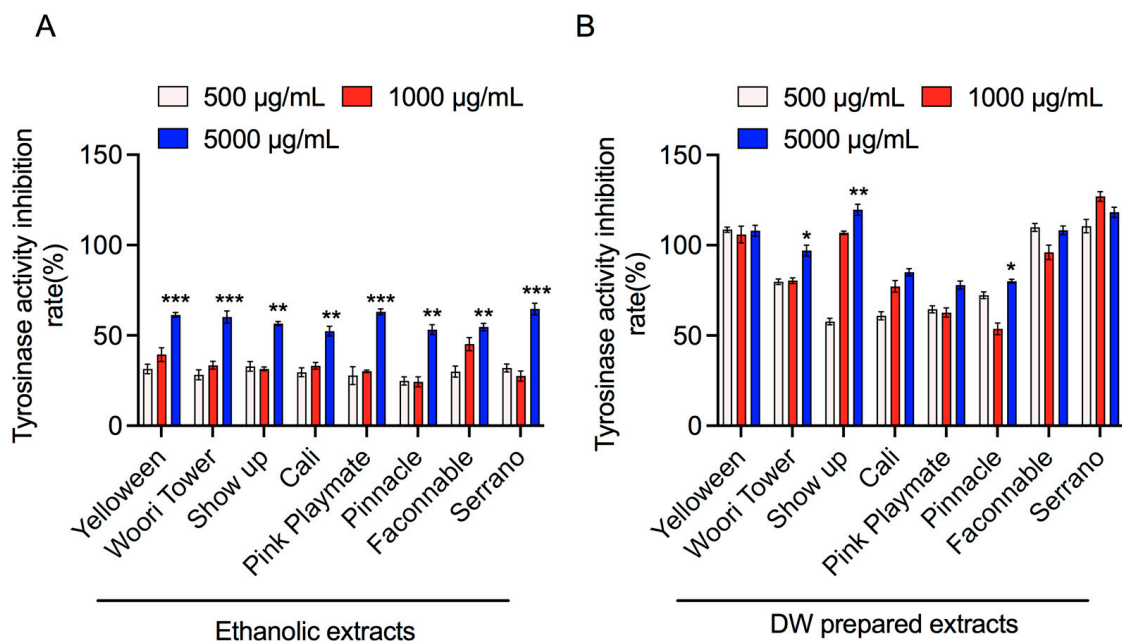 A
500 µg/mL
1000 µg/mL
5000 µg/mL
Tyrosinase activity inhibition
rate(%)
150
100
50
0
***
***
**
**
***
**
**
***
Yelloween
Woori Tower
Show up
Cali
Pink Playmate
Pinnacle
Faconnable
Serrano
Ethanolic extracts
B
500 µg/mL
1000 µg/mL
5000 µg/mL
Tyrosinase activity inhibition
rate(%)
150
100
50
0
*
**
*
Yelloween
Woori Tower
Show up
Cali
Pink Playmate
Pinnacle
Faconnable
Serrano
DW prepared extracts